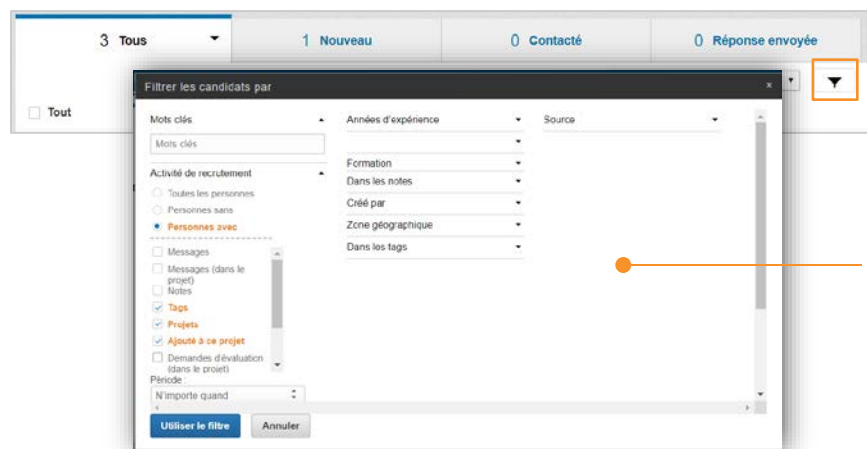 3 Tous
1 Nouveau
0 Contacté
0 Réponse envoyée
Tout
Filtrer les candidats par
x
Mots clés
Mots clés
Activité de recrutement
Toutes les personnes
Personnes sans
Personnes avec
Messages
Messages (dans le
projet)
Notes
Tags
Projets
Ajouté à ce projet
Demandes d'évaluation
(dans le projet)
Période :
N'importe quand
Années d'expérience
Formation
Dans les notes
Créé par
Zone géographique
Dans les tags
Source
Utiliser le filtre
Annuler